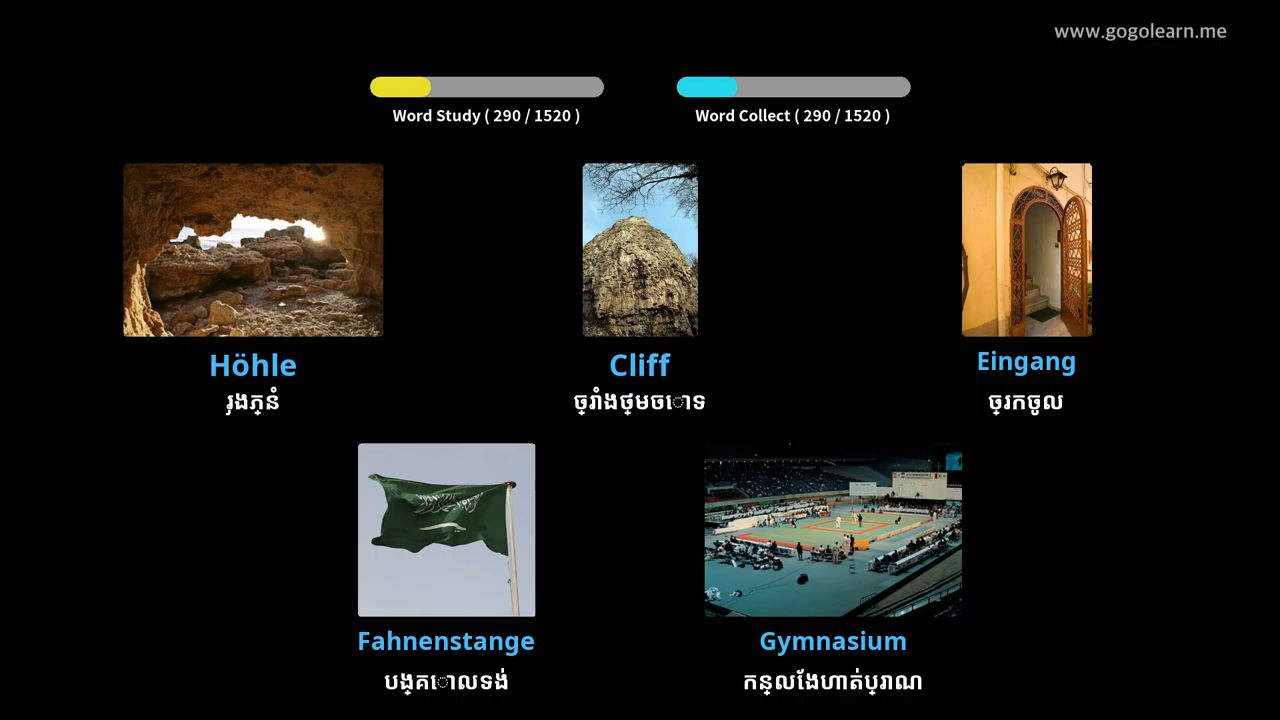 www.gogolearn.me
Word Study ( 290 / 1520 )
Word Collect ( 290 / 1520 )
Höhle
រូងភ្នំ
Cliff
ច្រាំងថ្មចោទ
Eingang
ច្រកចូល
Fahnenstange
បង្គោលទង់
Gymnasium
កន្លែងហាត់ប្រាណ